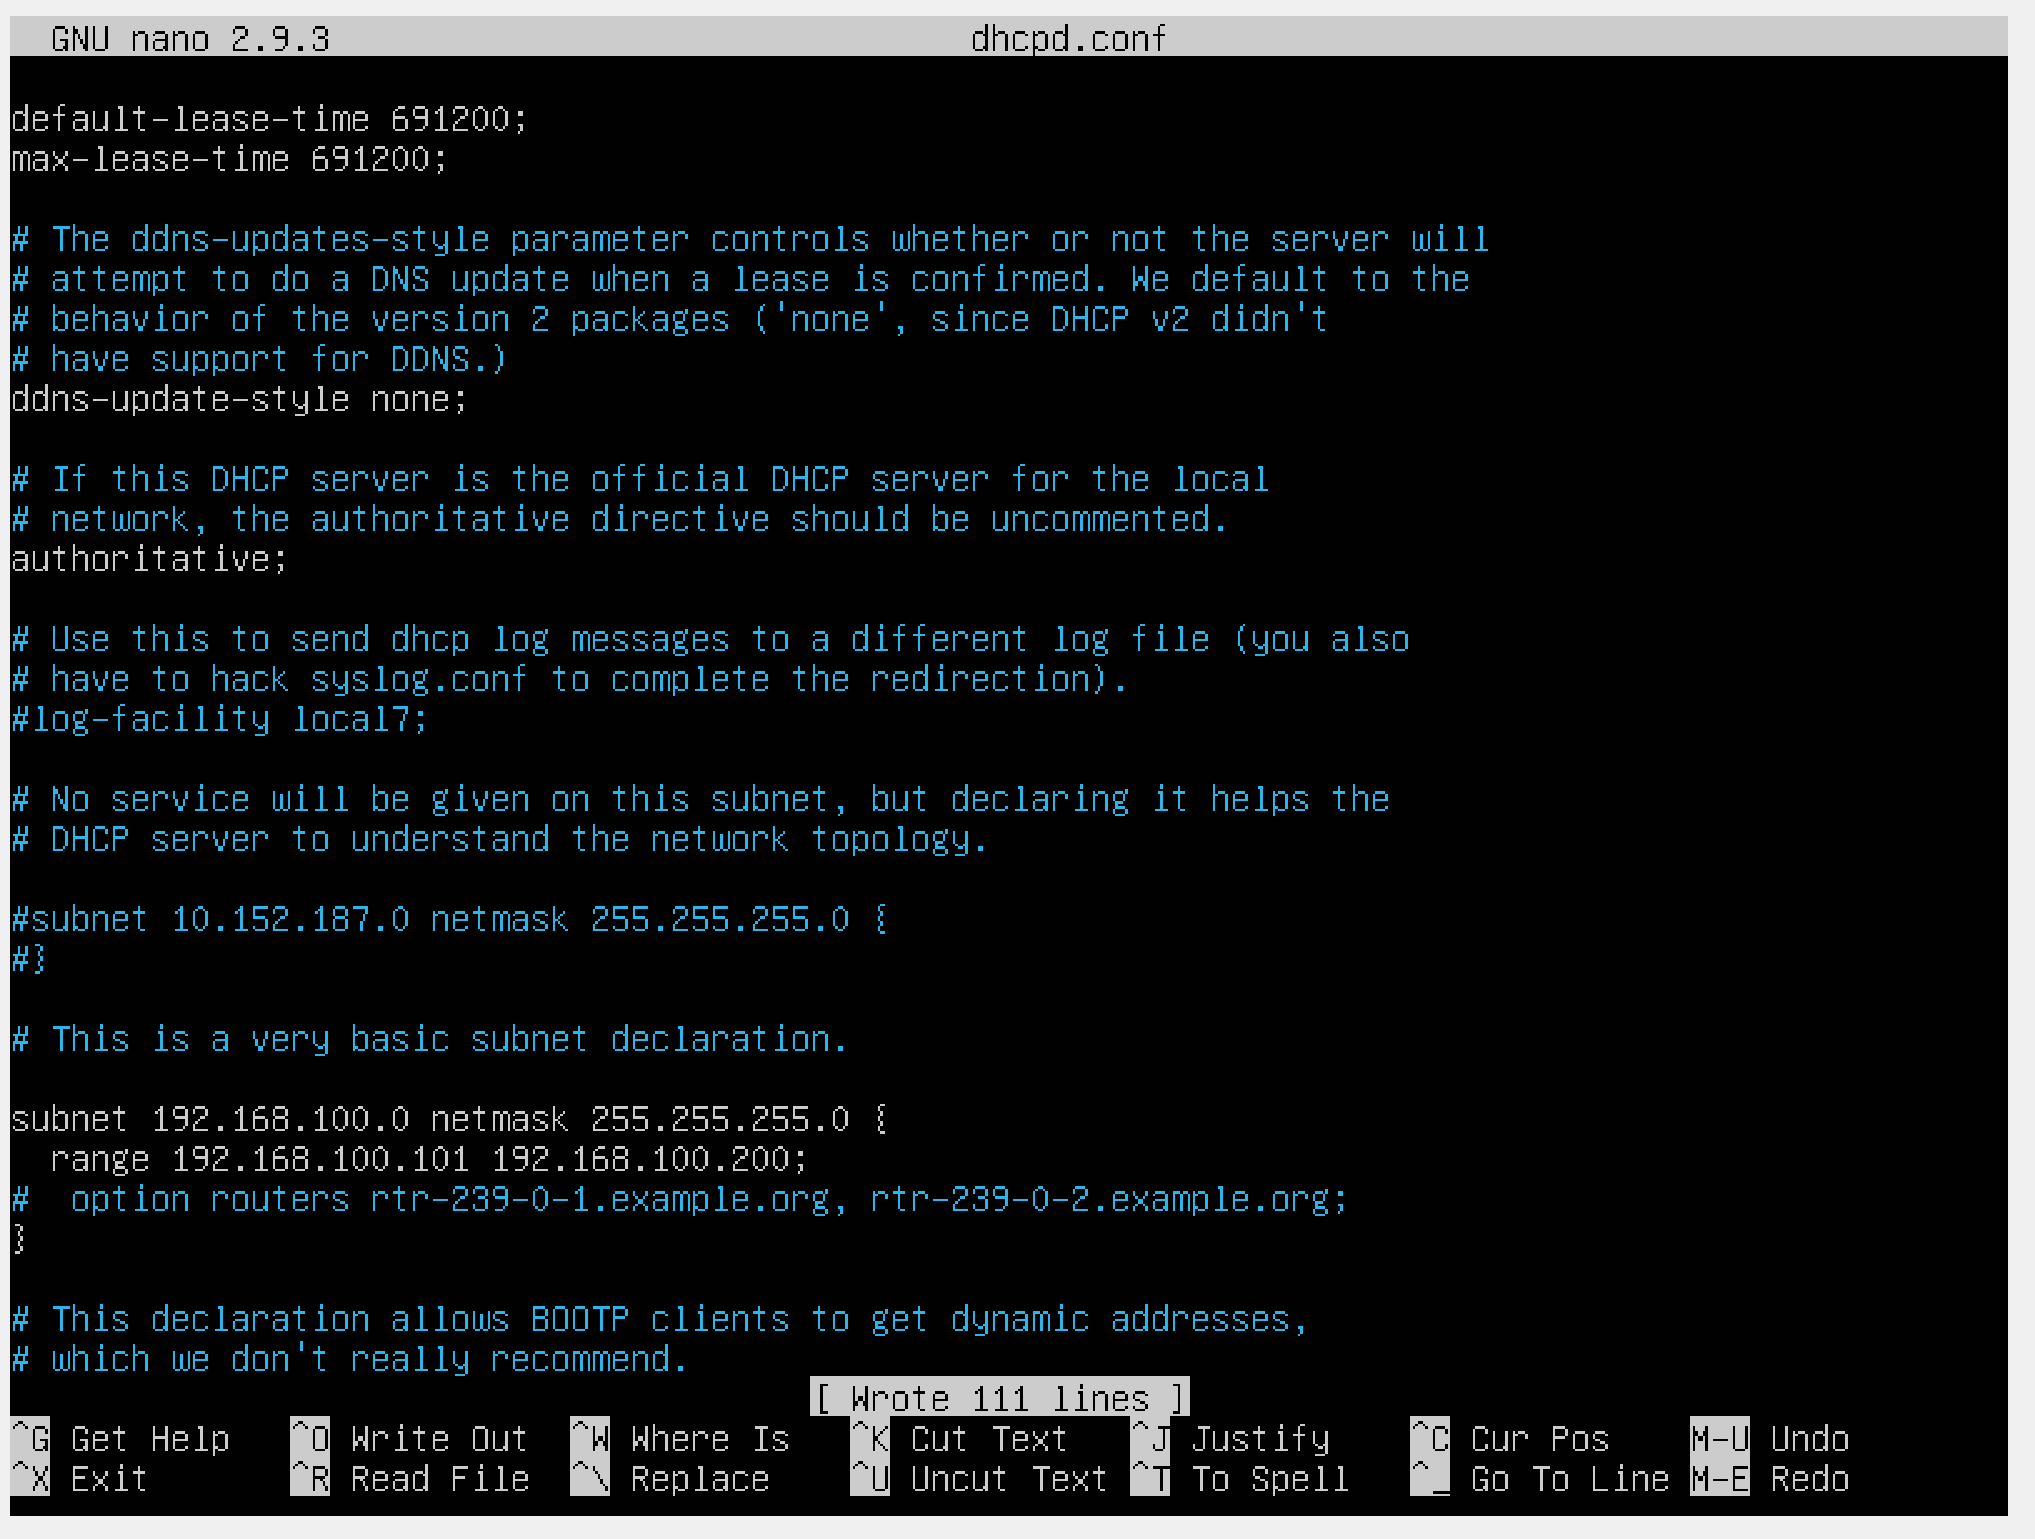 GNU nano 2.9.3 dhcpd.conf
default-lease-time 691200;
max-lease-time 691200;
# The ddns-updates-style parameter controls whether or not the server will
# attempt to do a DNS update when a lease is confirmed. We default to the
# behavior of the version 2 packages ('none', since DHCP v2 didn't
# have support for DDNS.)
ddns-update-style none;
# If this DHCP server is the official DHCP server for the local
# network, the authoritative directive should be uncommented.
authoritative;
# Use this to send dhcp log messages to a different log file (you also
# have to hack syslog.conf to complete the redirection).
#log-facility local7;
# No service will be given on this subnet, but declaring it helps the
# DHCP server to understand the network topology.
#subnet 10.152.187.0 netmask 255.255.255.0 {
#}
# This is a very basic subnet declaration.
subnet 192.168.100.0 netmask 255.255.255.0 {
  range 192.168.100.101 192.168.100.200;
#  option routers rtr-239-0-1.example.org, rtr-239-0-2.example.org;
}
# This declaration allows BOOTP clients to get dynamic addresses,
# which we don't really recommend.
[ Wrote 111 lines ]
^G Get Help ^O Write Out ^W Where Is ^K Cut Text ^J Justify ^C Cur Pos M-U Undo
^X Exit ^R Read File ^\ Replace ^U Uncut Text ^T To Spell ^_ Go To Line M-E Redo